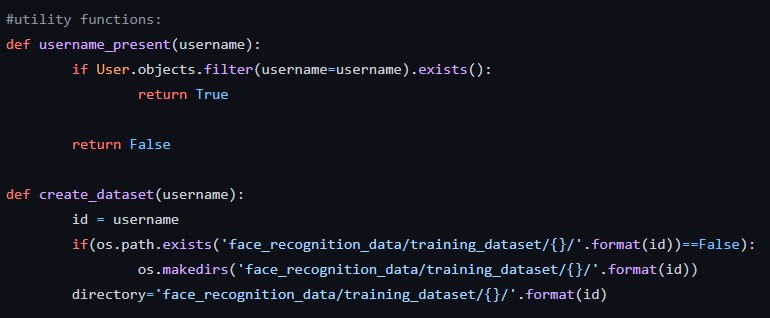 #utility functions:
def username_present(username):
if User.objects.filter(username=username).exists():
return True
return False
def create_dataset(username):
id = username
if(os.path.exists('face_recognition_data/training_dataset/{}/'.format(id))==False):
os.makedirs('face_recognition_data/training_dataset/{}/'.format(id))
directory='face_recognition_data/training_dataset/{}/'.format(id)